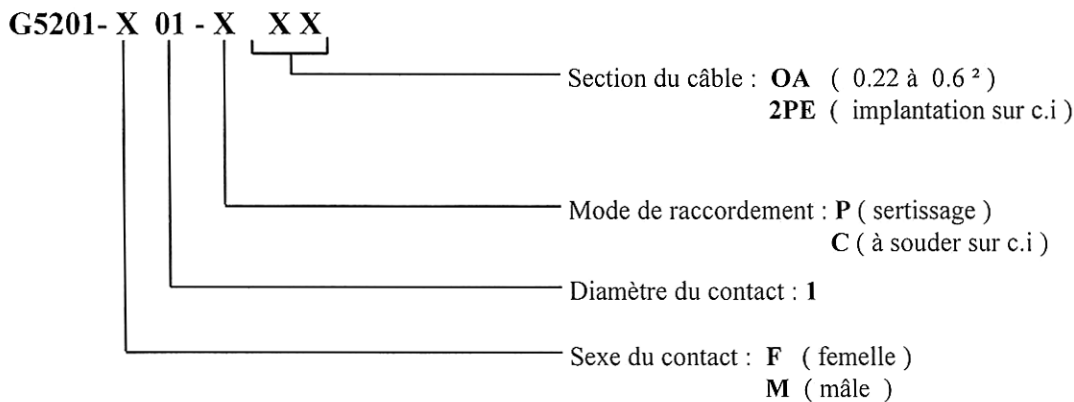 G5201- X 01 - X X X
Section du câble : OA ( 0.22 à 0.6 ² )
2PE ( implantation sur c.i )
Mode de raccordement : P ( sertissage )
C ( à souder sur c.i )
Diamètre du contact : 1
Sexe du contact : F ( femelle )
M ( mâle )